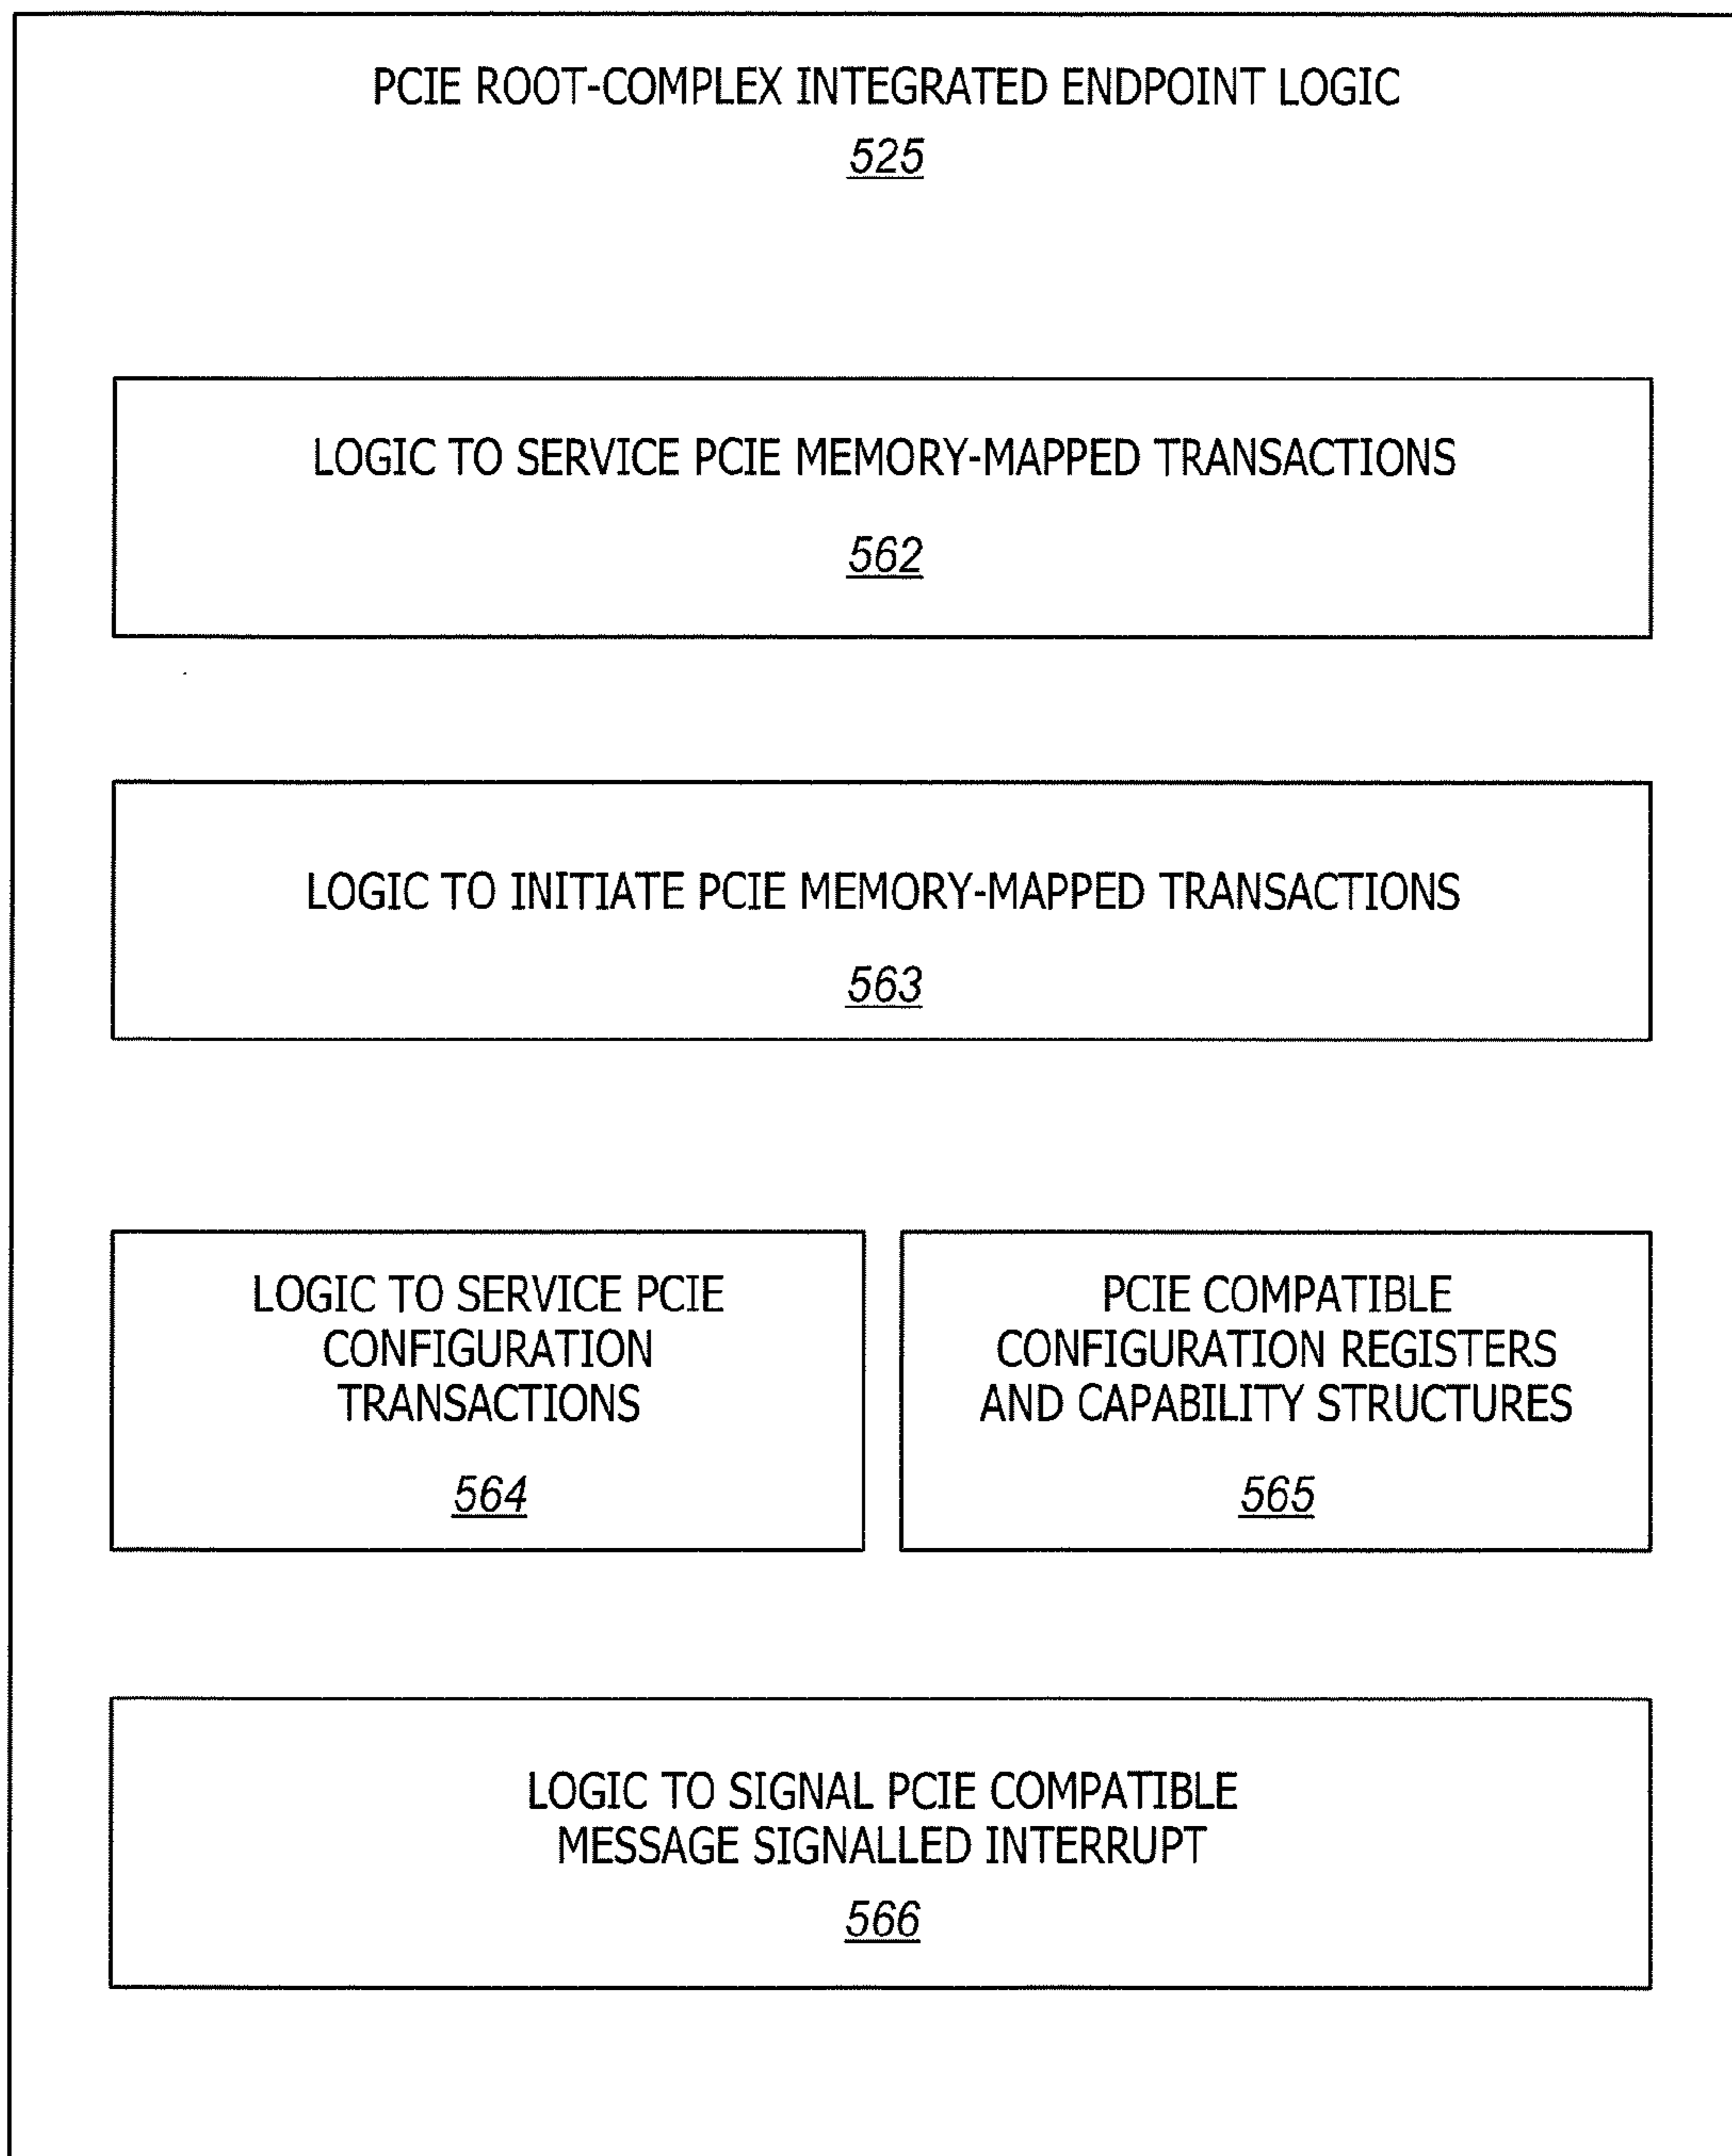 PCIE ROOT-COMPLEX INTEGRATED ENDPOINT LOGIC
525
LOGIC TO SERVICE PCIE MEMORY-MAPPED TRANSACTIONS
562
LOGIC TO INITIATE PCIE MEMORY-MAPPED TRANSACTIONS
563
LOGIC TO SERVICE PCIE
CONFIGURATION
TRANSACTIONS
564
PCIE COMPATIBLE
CONFIGURATION REGISTERS
AND CAPABILITY STRUCTURES
565
LOGIC TO SIGNAL PCIE COMPATIBLE
MESSAGE SIGNALLED INTERRUPT
566